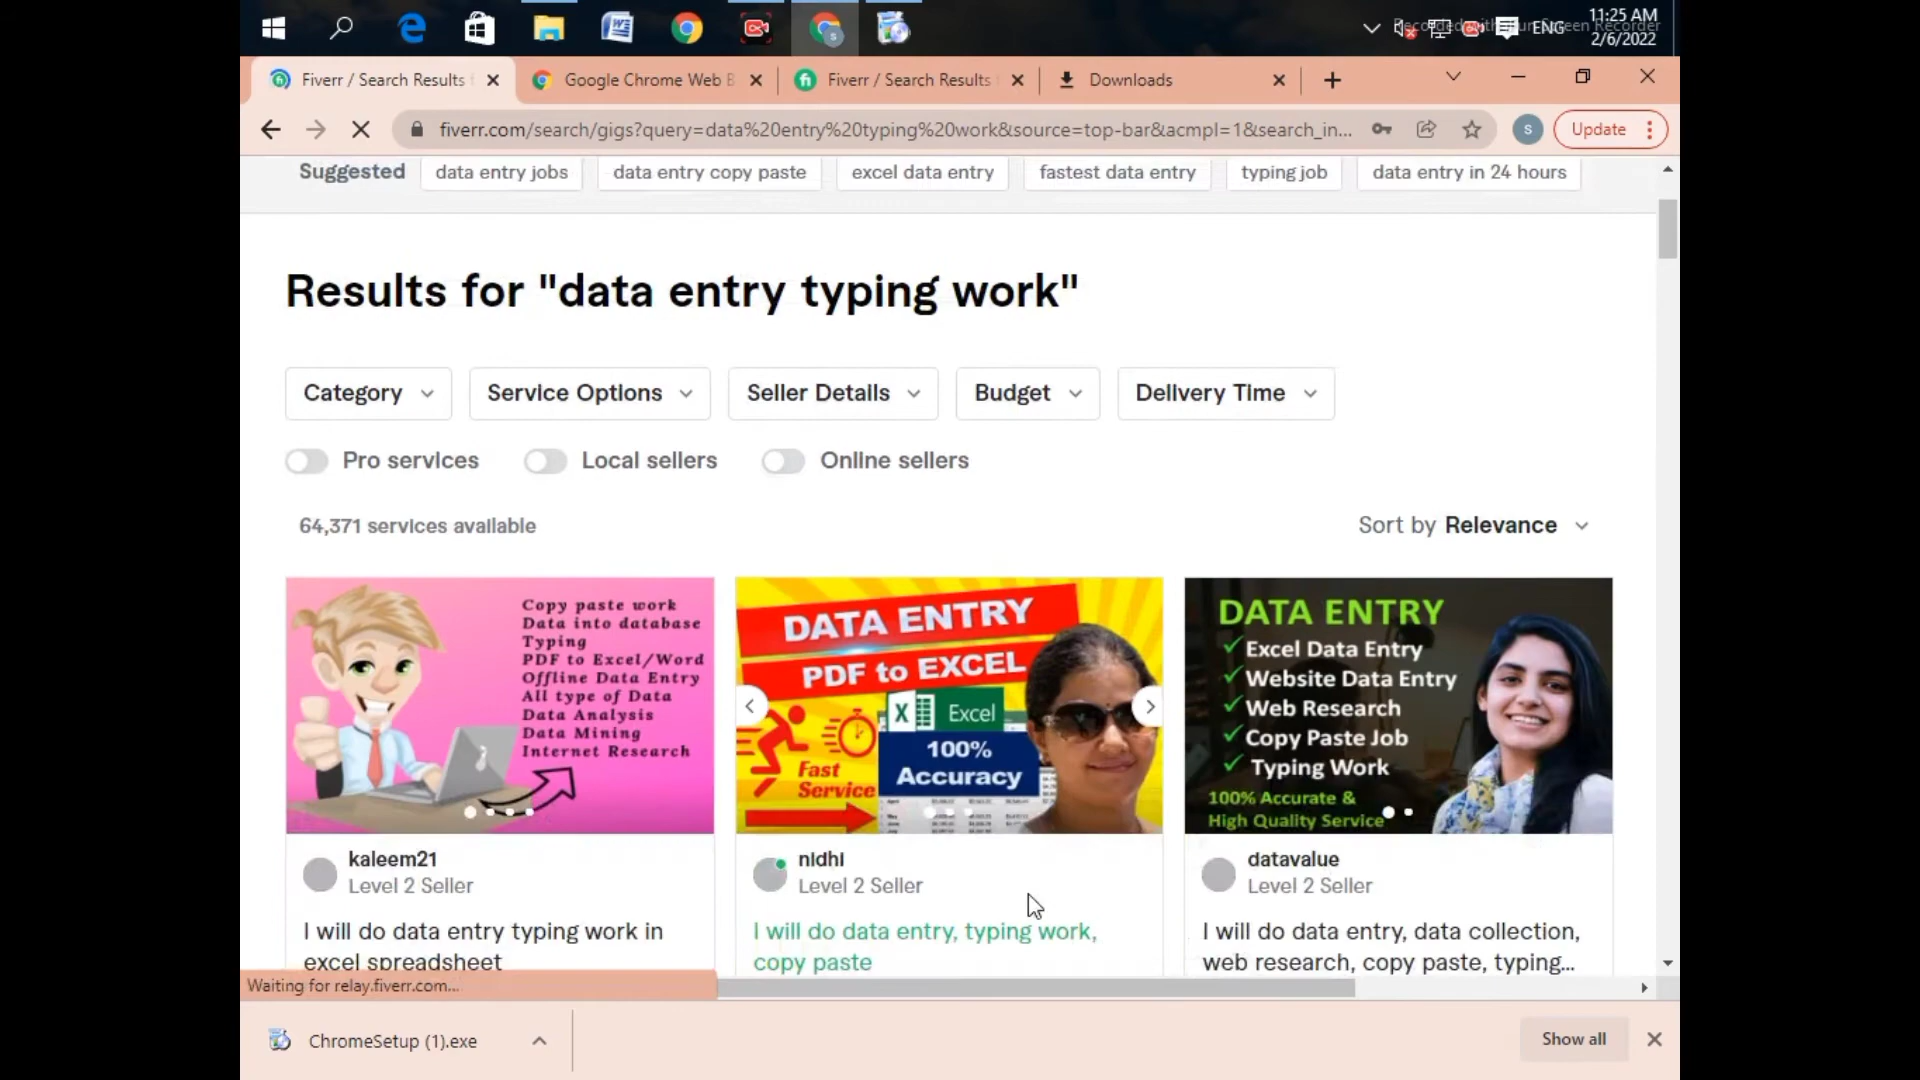 11:25 AM
ENG
2/6/2022
Fiverr / Search Results
Google Chrome Web B
Fiverr / Search Results
Downloads
fiverr.com/search/gigs?query=data%20entry%20typing%20work&source=top-bar&acmpl=1&search_in...
S
Update
Suggested
data entry jobs
data entry copy paste
excel data entry
fastest data entry
typing job
data entry in 24 hours
Results for "data entry typing work"
Category
Service Options
Seller Details
Budget
Delivery Time
Pro services
Local sellers
Online sellers
64,371 services available
Sort by Relevance
Copy paste work
Data into database
Typing
PDF to Excel/Word
Offline Data Entry
All type of Data
Data Analysis
Data Mining
Internet Research
kaleem21
Level 2 Seller
I will do data entry typing work in
excel spreadsheet
DATA ENTRY
PDF to EXCEL
X Excel
100%
Accuracy
Fast
Service
nidhi
Level 2 Seller
I will do data entry, typing work,
copy paste
DATA ENTRY
Excel Data Entry
Website Data Entry
Web Research
Copy Paste Job
Typing Work
100% Accurate &
High Quality Service
datavalue
Level 2 Seller
I will do data entry, data collection,
web research, copy paste, typing...
Waiting for relay.fiverr.com...
ChromeSetup (1).exe
Show all